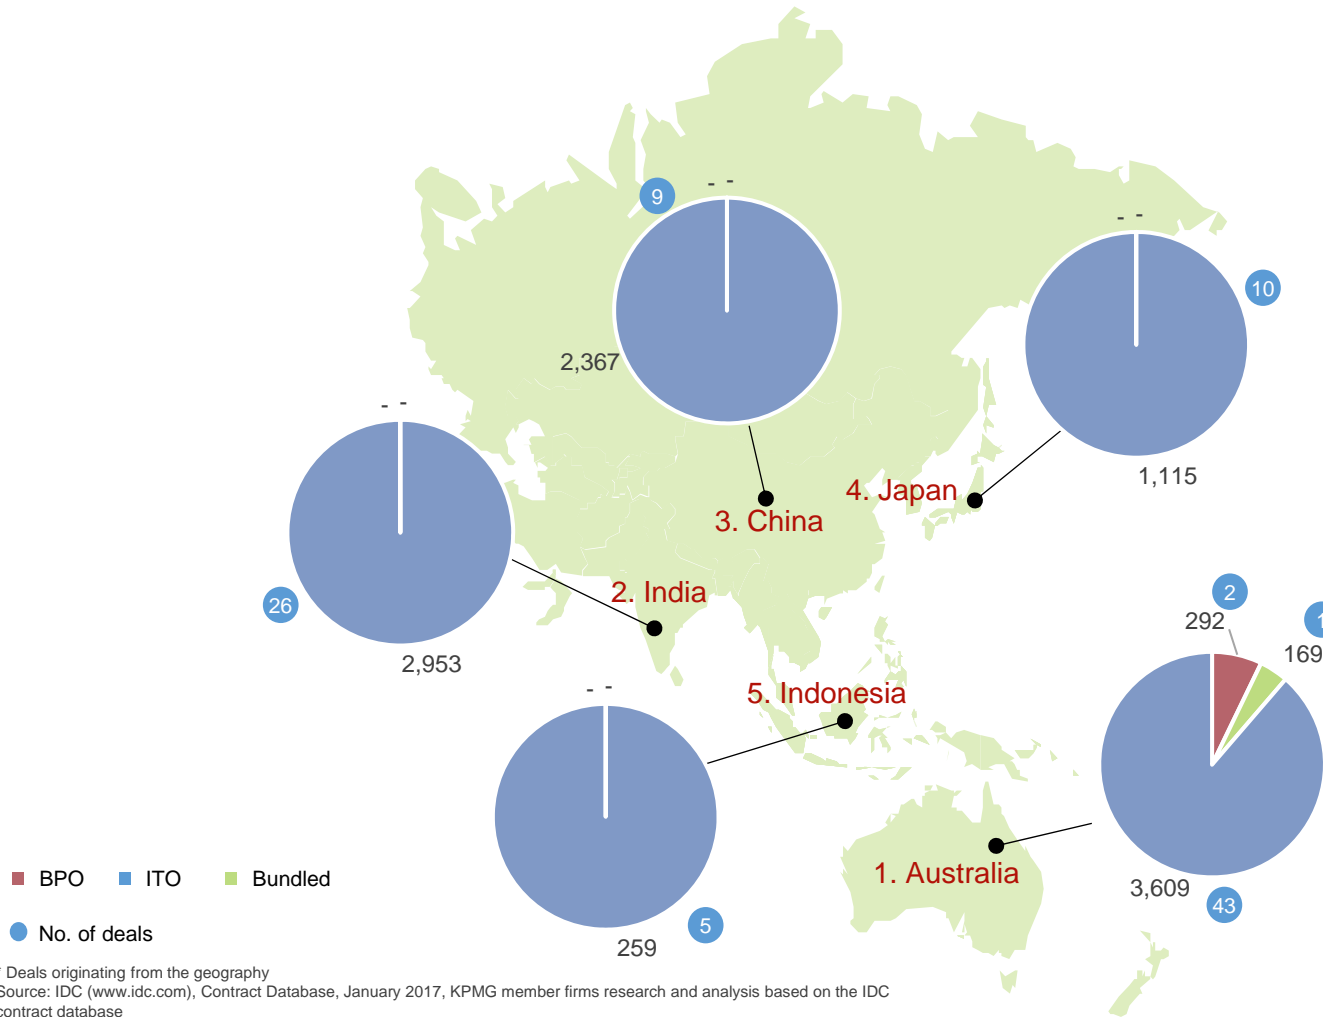 9
- -
2,367
- -
10
1,115
- -
26
2,953
4. Japan
3. China
2. India
5. Indonesia
- -
5
259
2
292
1
169
1. Australia
3,609
43
BPO
ITO
Bundled
No. of deals
* Deals originating from the geography
Source: IDC (www.idc.com), Contract Database, January 2017, KPMG member firms research and analysis based on the IDC
contract database